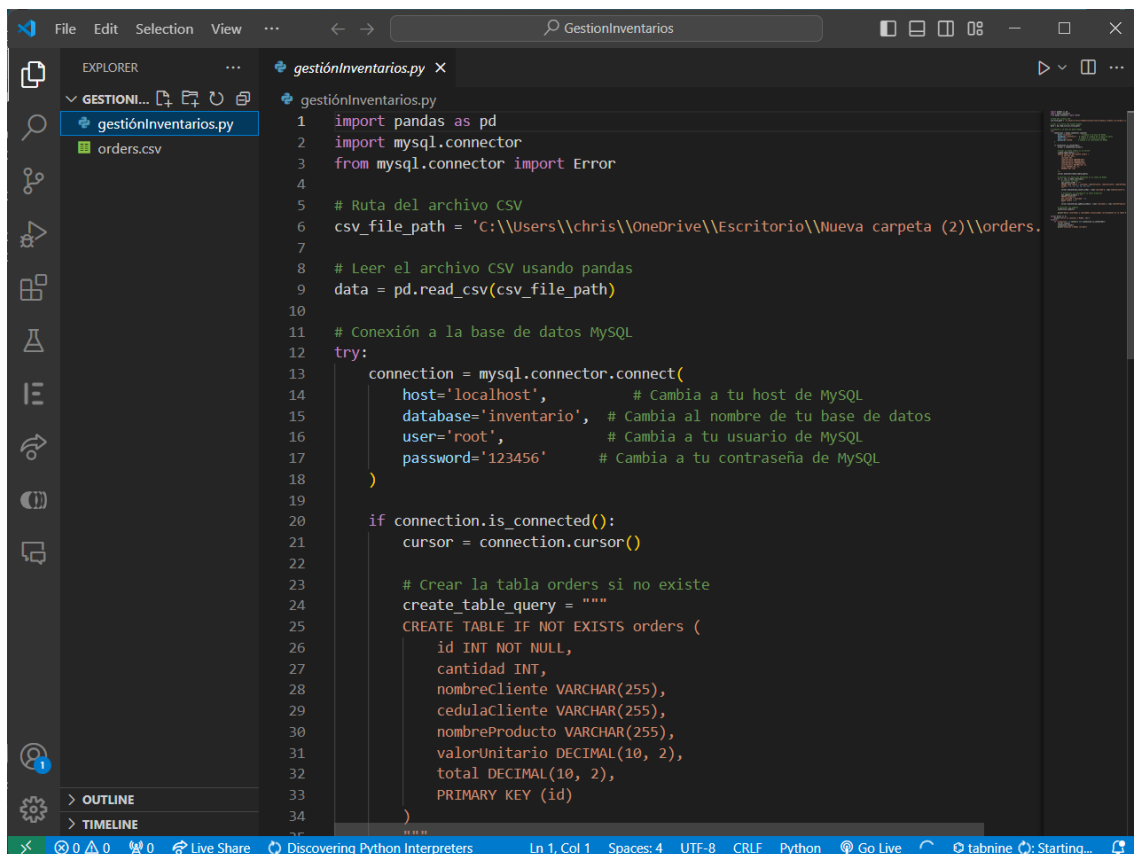 File Edit Selection View ··· GestionInventarios
EXPLORER ···
gestiónInventarios.py
GESTIONI...
gestiónInventarios.py
orders.csv
gestiónInventarios.py
1 import pandas as pd
2 import mysql.connector
3 from mysql.connector import Error
4
5 # Ruta del archivo CSV
6 csv_file_path = 'C:\\Users\\chris\\OneDrive\\Escritorio\\Nueva carpeta (2)\\orders.
7
8 # Leer el archivo CSV usando pandas
9 data = pd.read_csv(csv_file_path)
10
11 # Conexión a la base de datos MySQL
12 try:
13 connection = mysql.connector.connect(
14 host='localhost', # Cambia a tu host de MySQL
15 database='inventario', # Cambia al nombre de tu base de datos
16 user='root', # Cambia a tu usuario de MySQL
17 password='123456' # Cambia a tu contraseña de MySQL
18 )
19
20 if connection.is_connected():
21 cursor = connection.cursor()
22
23 # Crear la tabla orders si no existe
24 create_table_query = """
25 CREATE TABLE IF NOT EXISTS orders (
26 id INT NOT NULL,
27 cantidad INT,
28 nombreCliente VARCHAR(255),
29 cedulaCliente VARCHAR(255),
30 nombreProducto VARCHAR(255),
31 valorUnitario DECIMAL(10, 2),
32 total DECIMAL(10, 2),
33 PRIMARY KEY (id)
34 )
35 """
OUTLINE
TIMELINE
1
0 0 0 Live Share Discovering Python Interpreters Ln 1, Col 1 Spaces: 4 UTF-8 CRLF Python Go Live tabnine Starting...